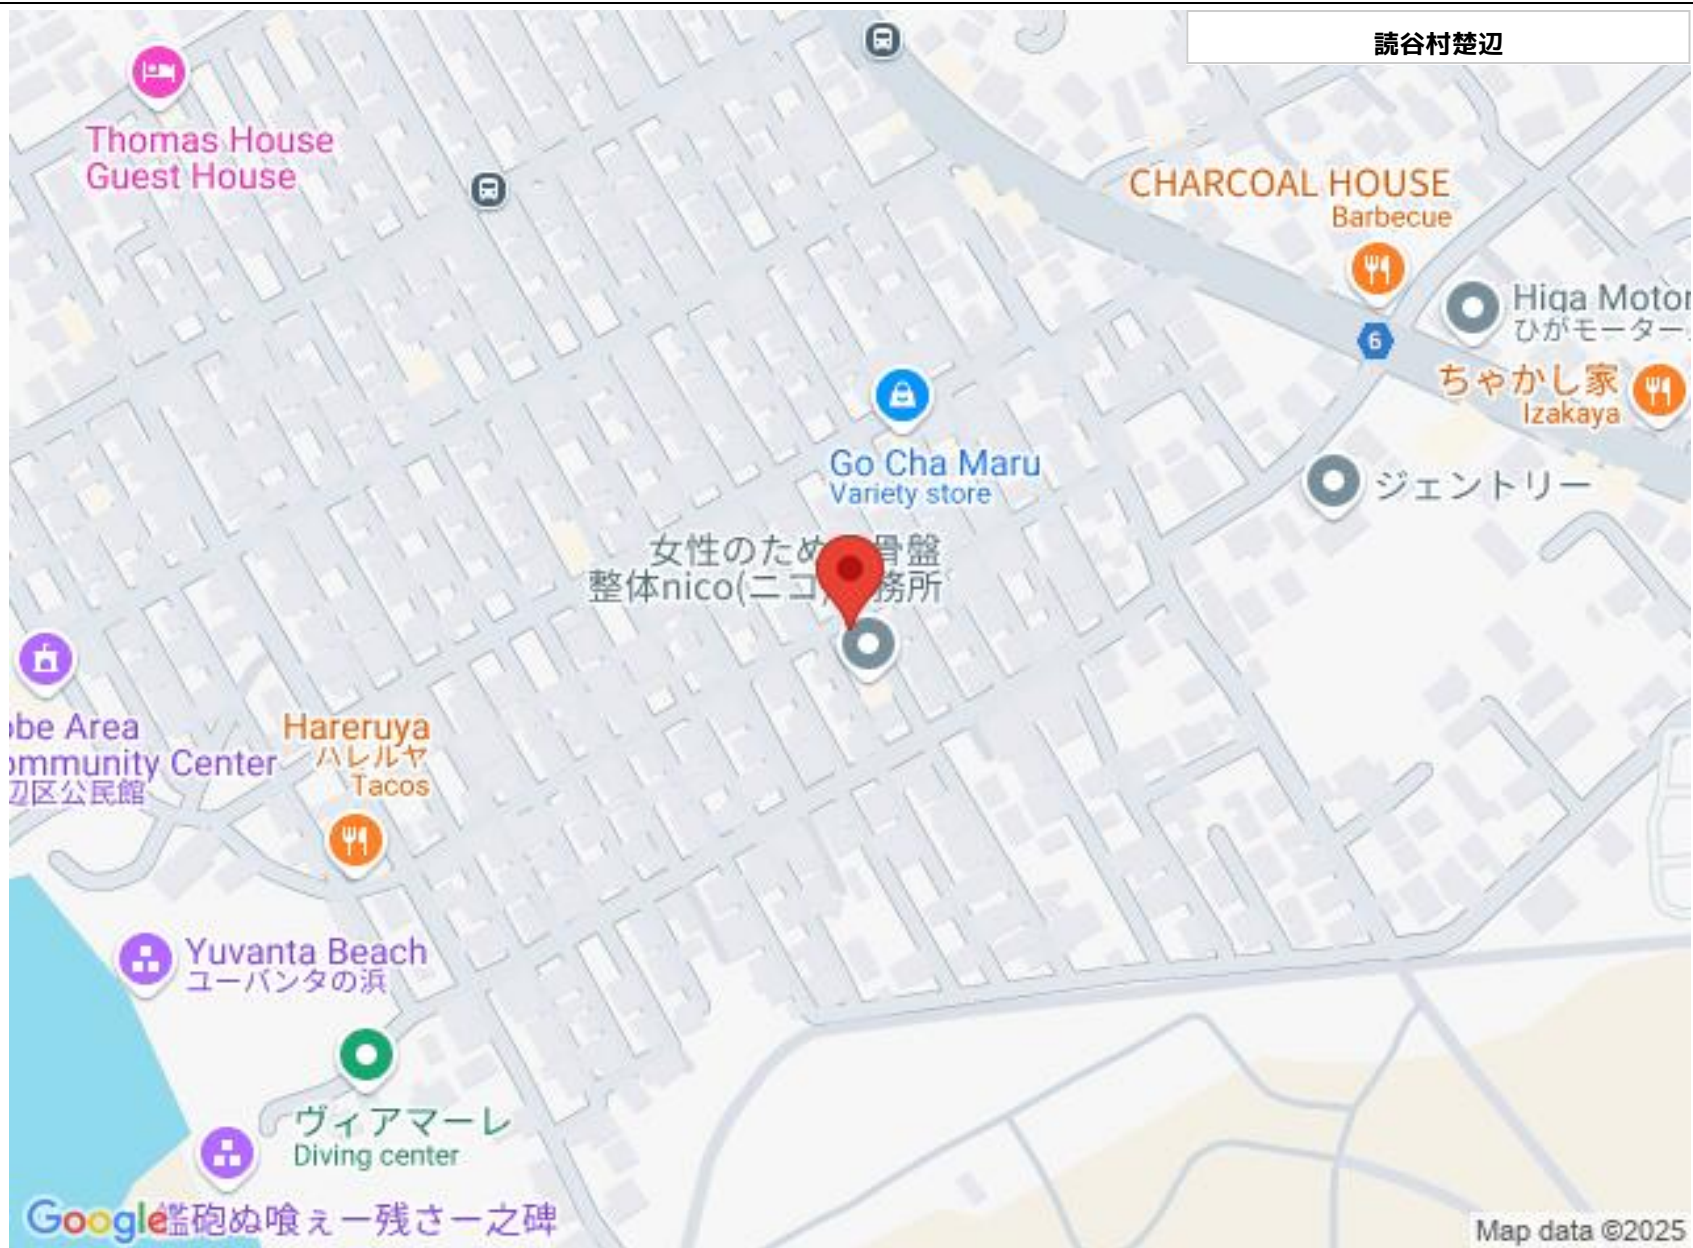 読谷村楚辺
Thomas House
Guest House
CHARCOAL HOUSE
Barbecue
Higa Motor
ひがモーター
6
ちゃかし家
Izakaya
Go Cha Maru
Variety store
ジェントリー
女性のため 骨盤
整体nico(ニコ) 務所
be Area
ommunity Center
辺区公民館
Hareruya
ハレルヤ
Tacos
Yuvanta Beach
ユーバンタの浜
ヴィアマーレ
Diving center
Google
艦砲ぬ喰ぇー残さー之碑
Map data ©2025